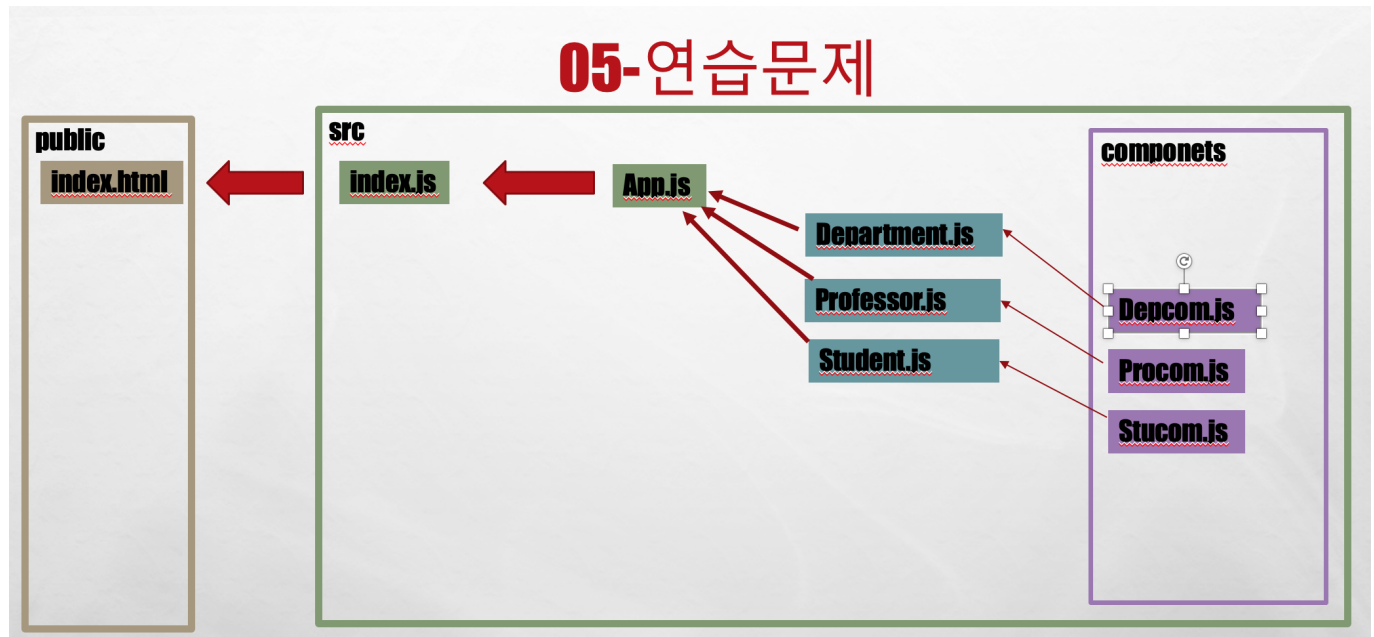 05-연습문제
public
index.html
src
index.js
App.js
Department.js
Professor.js
Student.js
componets
Depcom.js
Procom.js
Stucom.js